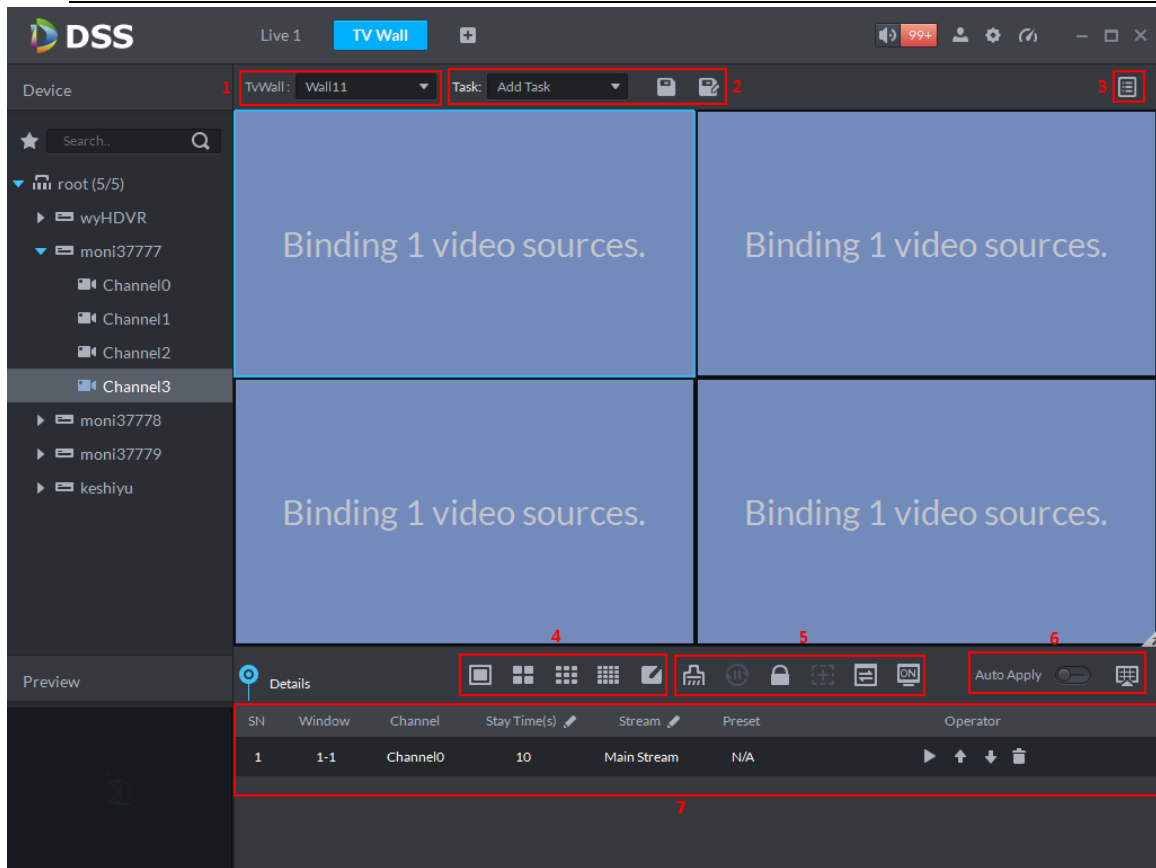 DSS
Live 1
TV Wall
99+
Device
1
TvWall:
Wall11
Task:
Add Task
2
3
Search..
root (5/5)
wyHDVR
moni37777
Channel0
Channel1
Channel2
Channel3
moni37778
moni37779
keshiyu
Binding 1 video sources.
Binding 1 video sources.
Binding 1 video sources.
Binding 1 video sources.
4
5
6
Preview
Details
ON
Auto Apply
SN Window Channel Stay Time(s) Stream Preset Operator
1 1-1 Channel0 10 Main Stream N/A
7